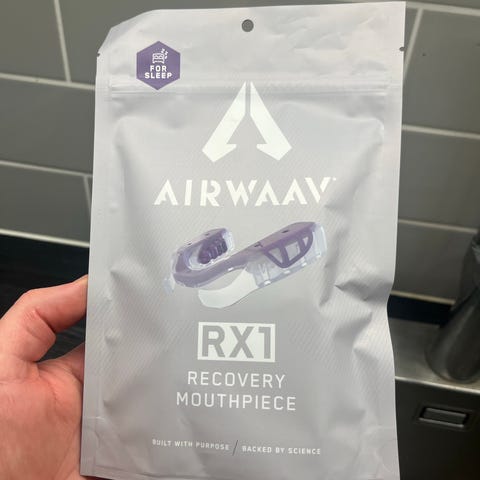 FOR
SLEEP
AIRWAAV
RX1
RECOVERY
MOUTHPIECE
BUILT WITH PURPOSE / BACKED BY SCIENCE